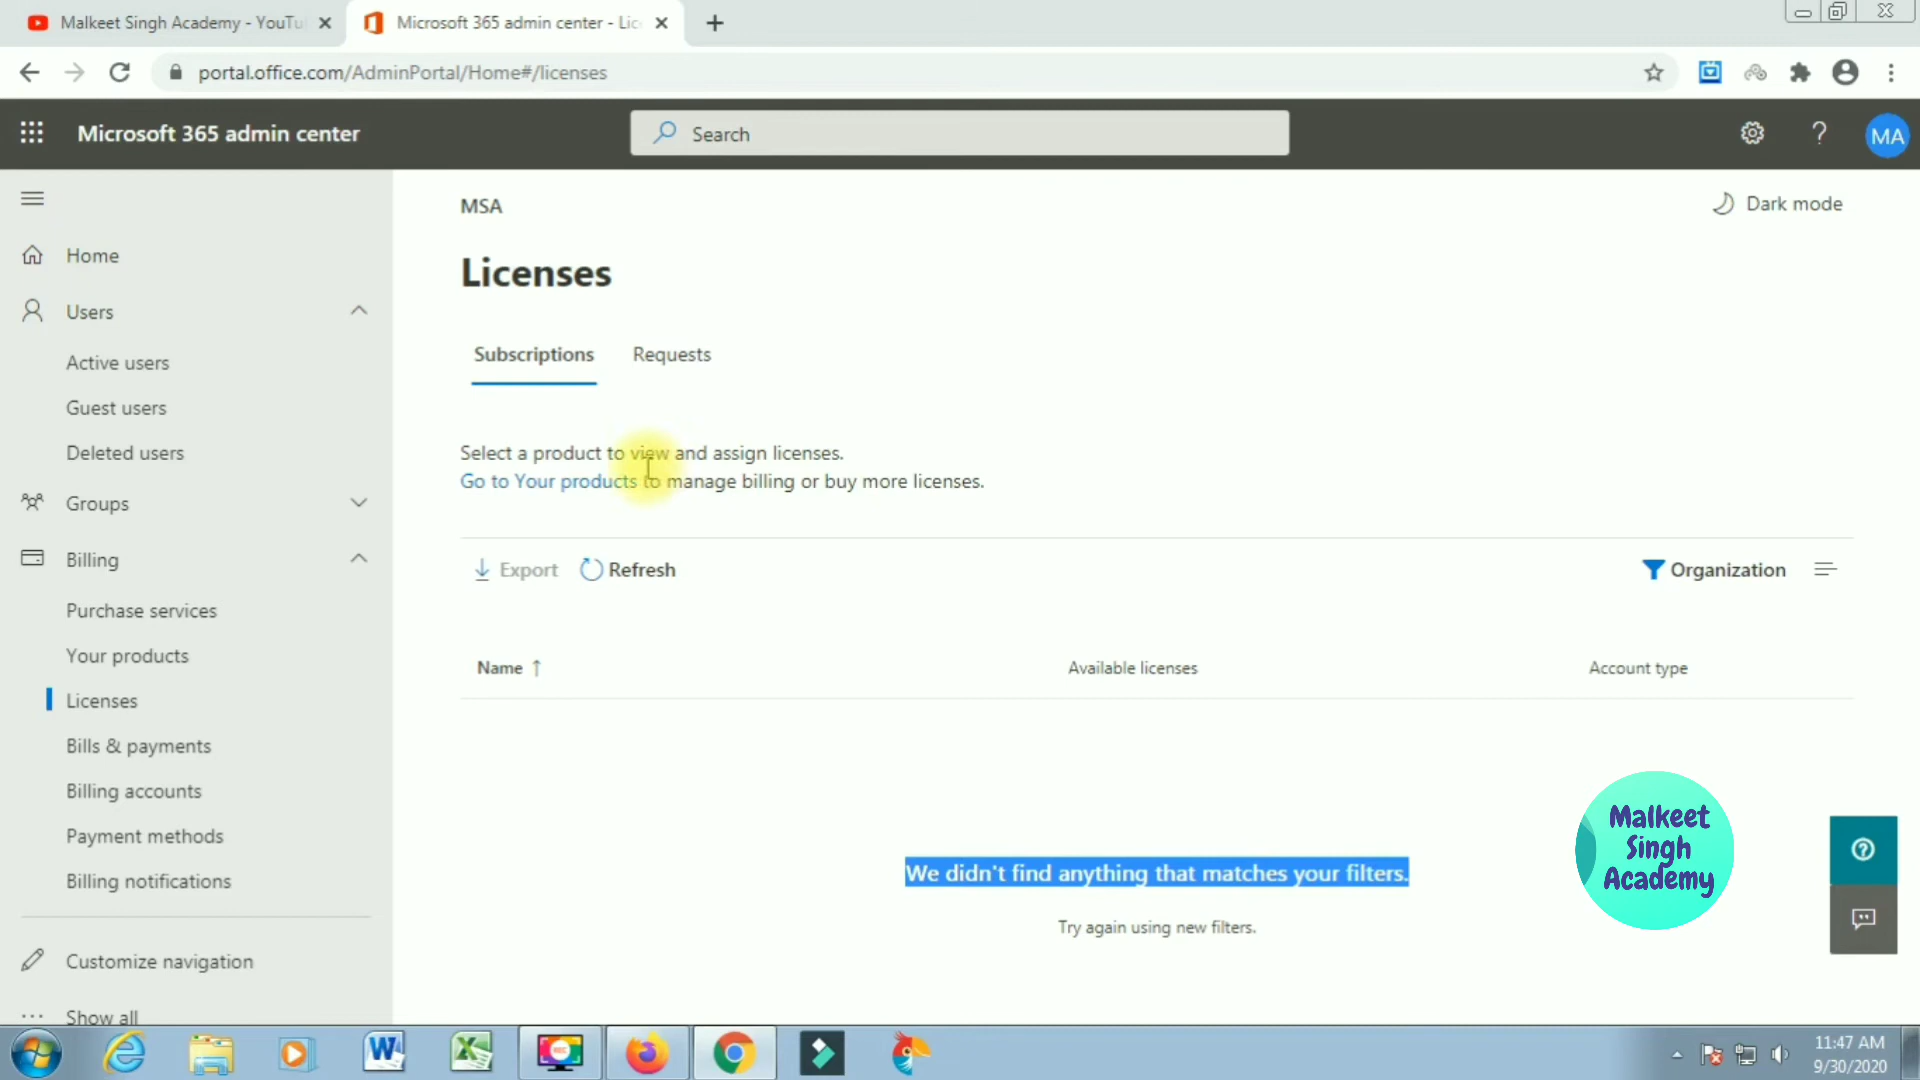 Malkeet Singh Academy - YouTu
Microsoft 365 admin center - Lic
portal.office.com/AdminPortal/Home#/licenses
Microsoft 365 admin center
Search
?
MA
MSA
Dark mode
Licenses
Home
Users
Active users
Guest users
Deleted users
Groups
Billing
Purchase services
Your products
Licenses
Bills & payments
Billing accounts
Payment methods
Billing notifications
Customize navigation
Show all
Subscriptions Requests
Select a product to view and assign licenses.
Go to Your products to manage billing or buy more licenses.
Export Refresh
Organization
Name ↑ Available licenses Account type
We didn't find anything that matches your filters.
Try again using new filters.
Malkeet
Singh
Academy
11:47 AM
9/30/2020